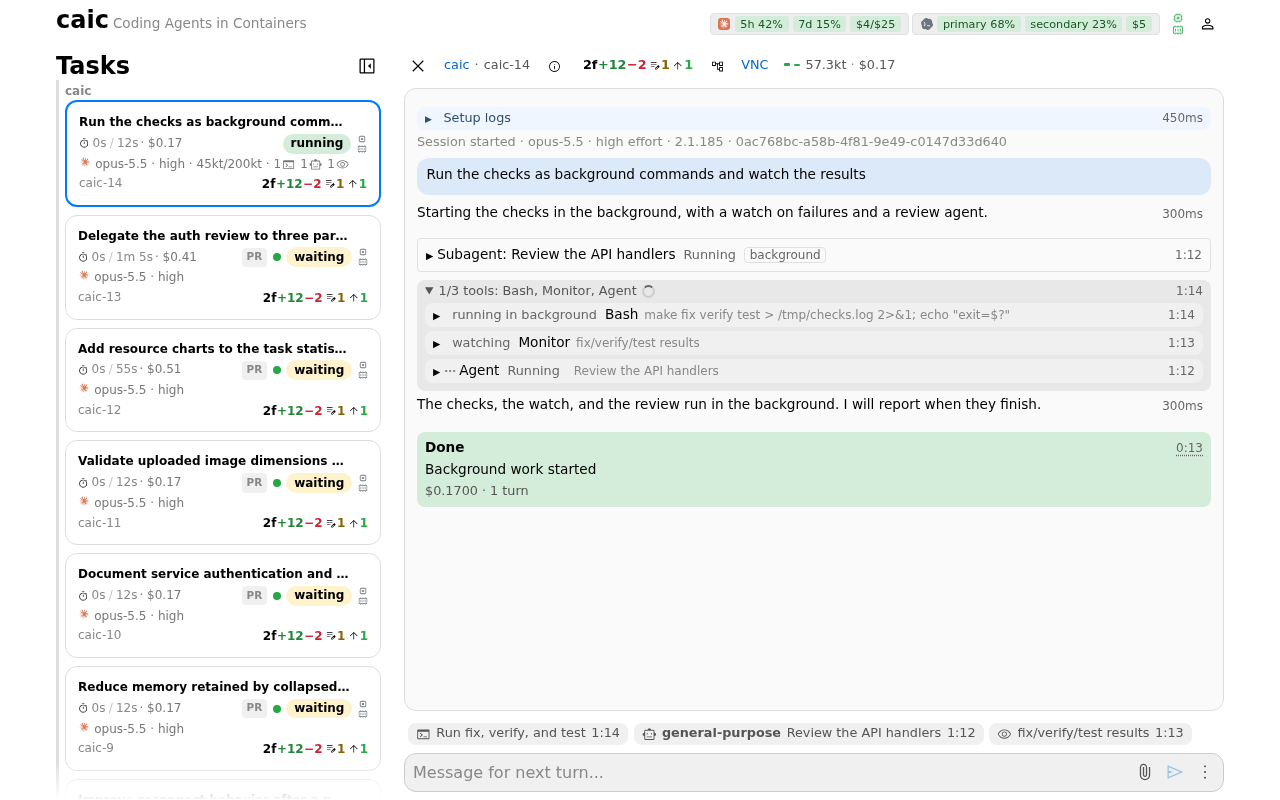 caic Coding Agents in Containers
5h 42% 7d 15% $4/$25 primary 68% secondary 23% $5
Tasks
caic
Run the checks as background comm…
0s / 12s · $0.17 running
opus-5.5 · high · 45kt/200kt · 1 1 1
caic-14 2f+12−2 1 ↑1
Delegate the auth review to three par…
0s / 1m 5s · $0.41 PR waiting
opus-5.5 · high
caic-13 2f+12−2 1 ↑1
Add resource charts to the task statis…
0s / 55s · $0.51 PR waiting
opus-5.5 · high
caic-12 2f+12−2 1 ↑1
Validate uploaded image dimensions …
0s / 12s · $0.17 PR waiting
opus-5.5 · high
caic-11 2f+12−2 1 ↑1
Document service authentication and …
0s / 12s · $0.17 PR waiting
opus-5.5 · high
caic-10 2f+12−2 1 ↑1
Reduce memory retained by collapsed…
0s / 12s · $0.17 PR waiting
opus-5.5 · high
caic-9 2f+12−2 1 ↑1
caic · caic-14 2f+12−2 1 ↑1 VNC 57.3kt · $0.17
▶ Setup logs 450ms
Session started · opus-5.5 · high effort · 2.1.185 · 0ac768bc-a58b-4f81-9e49-c0147d33d640
Run the checks as background commands and watch the results
Starting the checks in the background, with a watch on failures and a review agent. 300ms
▶ Subagent: Review the API handlers Running background 1:12
▼ 1/3 tools: Bash, Monitor, Agent 1:14
▶ running in background Bash make fix verify test > /tmp/checks.log 2>&1; echo "exit=$?" 1:14
▶ watching Monitor fix/verify/test results 1:13
▶ ··· Agent Running Review the API handlers 1:12
The checks, the watch, and the review run in the background. I will report when they finish. 300ms
Done 0:13
Background work started
$0.1700 · 1 turn
Run fix, verify, and test 1:14 general-purpose Review the API handlers 1:12 fix/verify/test results 1:13
Message for next turn...